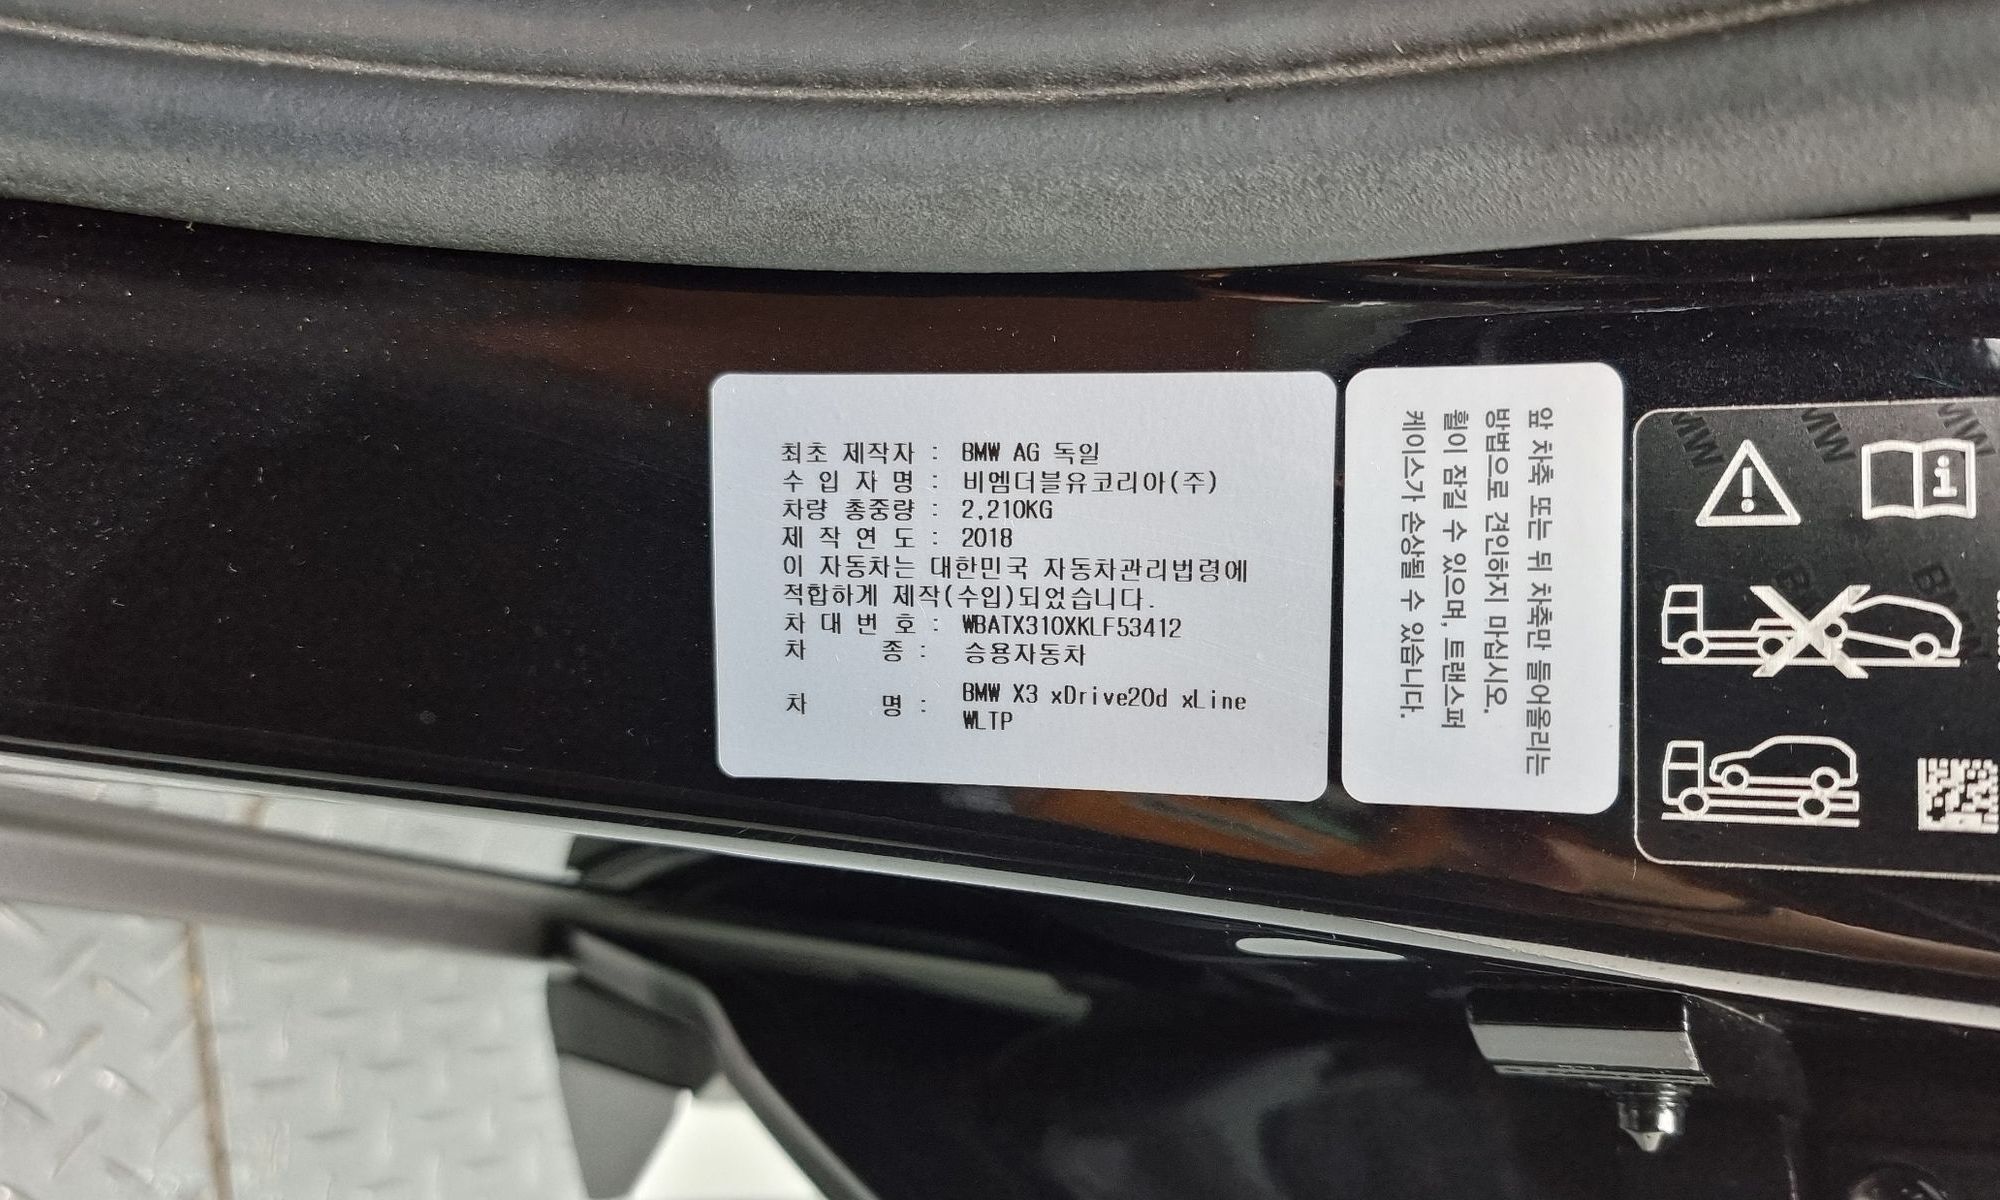 최초 제작자 : BMW AG 독일
수 입 자 명 : 비엠더블유코리아(주)
차량 총중량 : 2,210KG
제 작 연 도 : 2018
이 자동차는 대한민국 자동차관리법령에
적합하게 제작(수입)되었습니다.
차 대 번 호 : WBATX310XKLF53412
차 종 : 승용자동차
차 명 : BMW X3 xDrive20d xLine
WLTP
앞 차축 또는 뒤 차축만 들어올리는
방법으로 견인하지 마십시오.
휠이 잠길 수 있으며, 트랜스퍼
케이스가 손상될 수 있습니다.